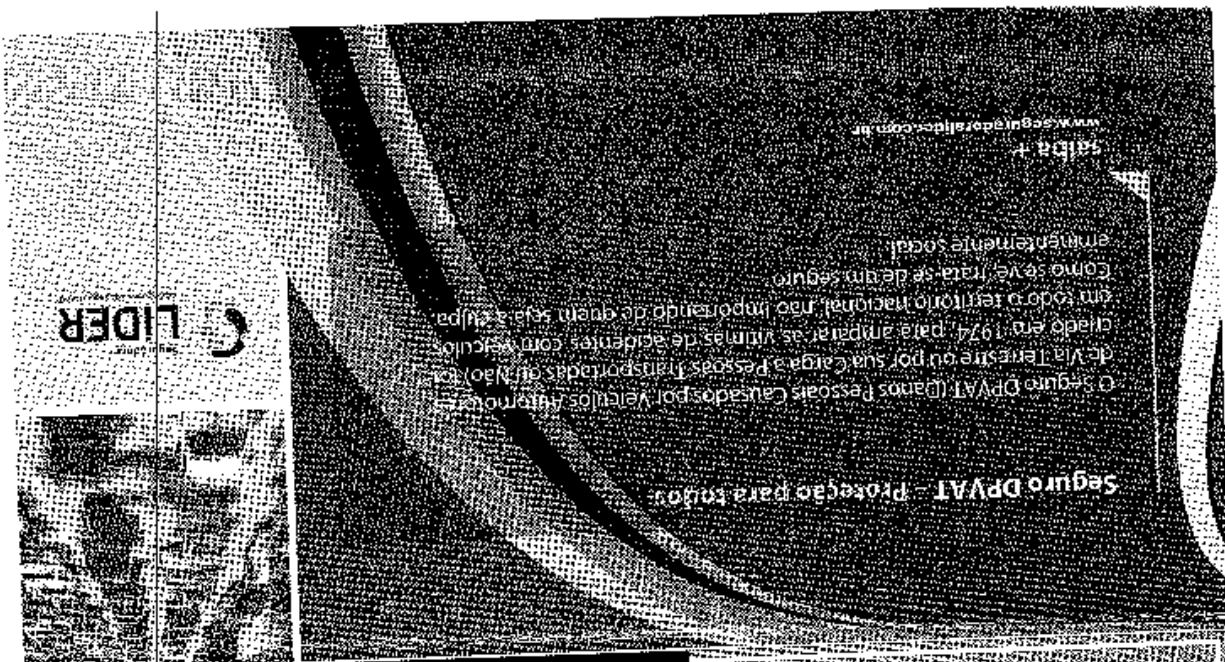 Seguro DPVAT - Proteção para todos
O Seguro DPVAT (Danos Pessoais Causados por Veículos Automotores
de Via Terrestre ou por sua Carga a Pessoas Transportadas ou Não) foi
criado em 1974, para amparar as vítimas de acidentes com veículo
em todo o território nacional, não importando de quem seja a culpa.
Como se vê, trata-se de um seguro
eminentemente social
saiba +
www.seguradoralider.com.br
Seguradora
LIDER